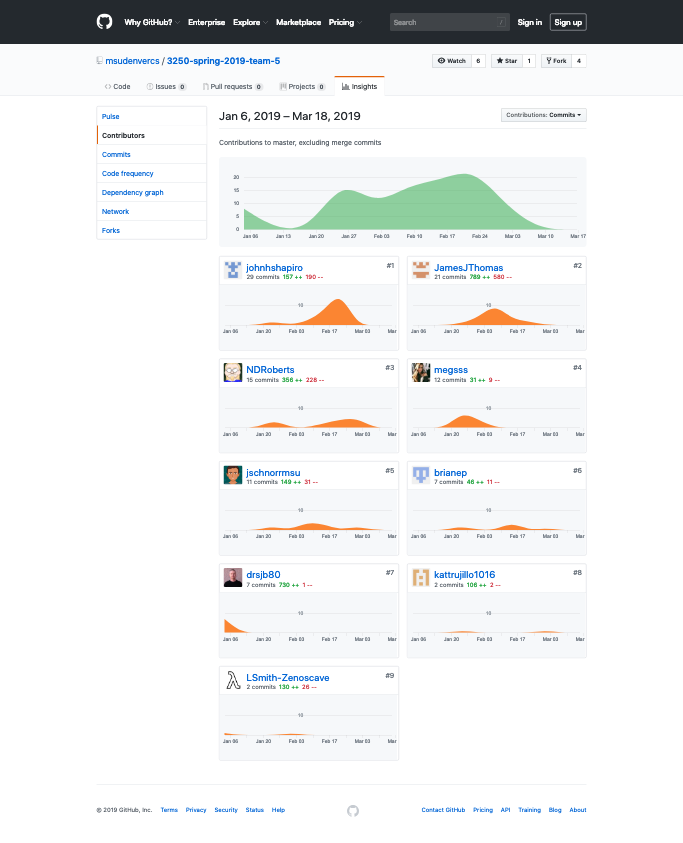 Why GitHub? Enterprise Explore Marketplace Pricing Search / Sign in Sign up
msudenvercs / 3250-spring-2019-team-5 Watch 6 Star 1 Fork 4
Code Issues 0 Pull requests 0 Projects 0 Insights
Pulse
Contributors
Commits
Code frequency
Dependency graph
Network
Forks
Jan 6, 2019 – Mar 18, 2019 Contributions: Commits
Contributions to master, excluding merge commits
20
15
10
5
0
Jan 06 Jan 13 Jan 20 Jan 27 Feb 03 Feb 10 Feb 17 Feb 24 Mar 03 Mar 10 Mar 17
johnhshapiro #1
29 commits 157 ++ 190 --
10
Jan 06 Jan 20 Feb 03 Feb 17 Mar 03 Mar
JamesJThomas #2
21 commits 789 ++ 580 --
10
Jan 06 Jan 20 Feb 03 Feb 17 Mar 03 Mar
NDRoberts #3
15 commits 356 ++ 228 --
10
Jan 06 Jan 20 Feb 03 Feb 17 Mar 03 Mar
megsss #4
12 commits 31 ++ 9 --
10
Jan 06 Jan 20 Feb 03 Feb 17 Mar 03 Mar
jschnorrmsu #5
11 commits 149 ++ 31 --
10
Jan 06 Jan 20 Feb 03 Feb 17 Mar 03 Mar
brianep #6
7 commits 46 ++ 11 --
10
Jan 06 Jan 20 Feb 03 Feb 17 Mar 03 Mar
drsjb80 #7
7 commits 730 ++ 1 --
10
Jan 06 Jan 20 Feb 03 Feb 17 Mar 03 Mar
kattrujillo1016 #8
2 commits 106 ++ 2 --
10
Jan 06 Jan 20 Feb 03 Feb 17 Mar 03 Mar
LSmith-Zenoscave #9
2 commits 130 ++ 26 --
10
Jan 06 Jan 20 Feb 03 Feb 17 Mar 03 Mar
© 2019 GitHub, Inc. Terms Privacy Security Status Help Contact GitHub Pricing API Training Blog About